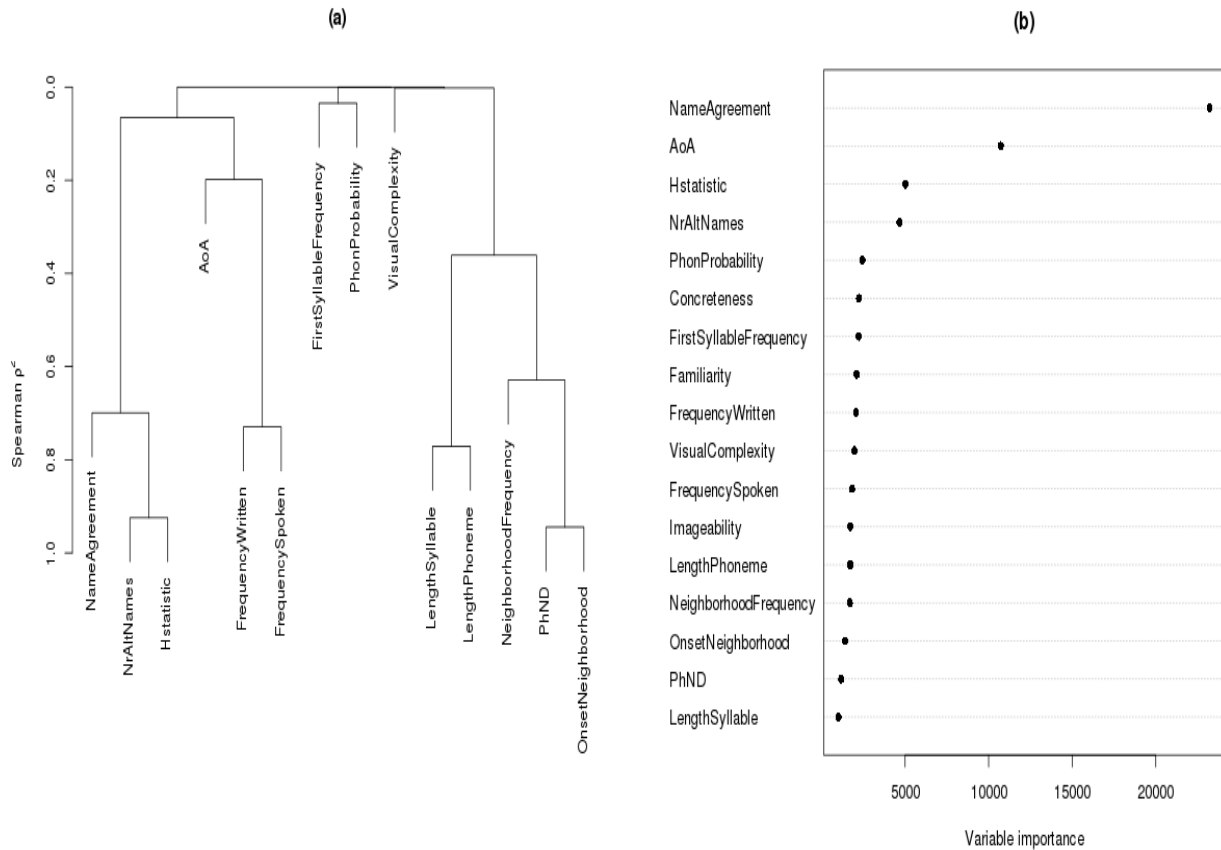 (a)
Spearman ρ²
0.0
0.2
0.4
0.6
0.8
1.0
NameAgreement
NrAltNames
Hstatistic
AoA
FrequencyWritten
FrequencySpoken
FirstSyllableFrequency
PhonProbability
VisualComplexity
LengthSyllable
LengthPhoneme
NeighborhoodFrequency
PhND
OnsetNeighborhood
(b)
NameAgreement
AoA
Hstatistic
NrAltNames
PhonProbability
Concreteness
FirstSyllableFrequency
Familiarity
FrequencyWritten
VisualComplexity
FrequencySpoken
Imageability
LengthPhoneme
NeighborhoodFrequency
OnsetNeighborhood
PhND
LengthSyllable
5000 10000 15000 20000
Variable importance